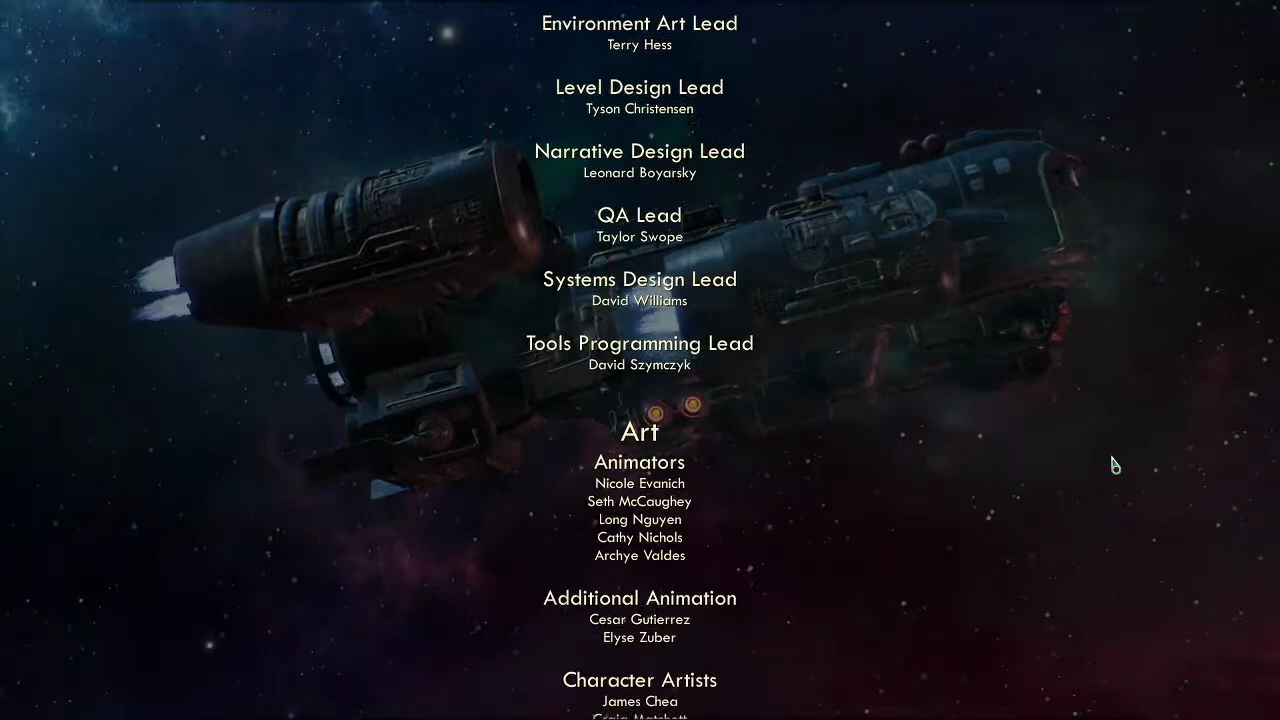 Environment Art Lead
Terry Hess
Level Design Lead
Tyson Christensen
Narrative Design Lead
Leonard Boyarsky
QA Lead
Taylor Swope
Systems Design Lead
David Williams
Tools Programming Lead
David Szymczyk
Art
Animators
Nicole Evanich
Seth McCaughey
Long Nguyen
Cathy Nichols
Archye Valdes
Additional Animation
Cesar Gutierrez
Elyse Zuber
Character Artists
James Chea